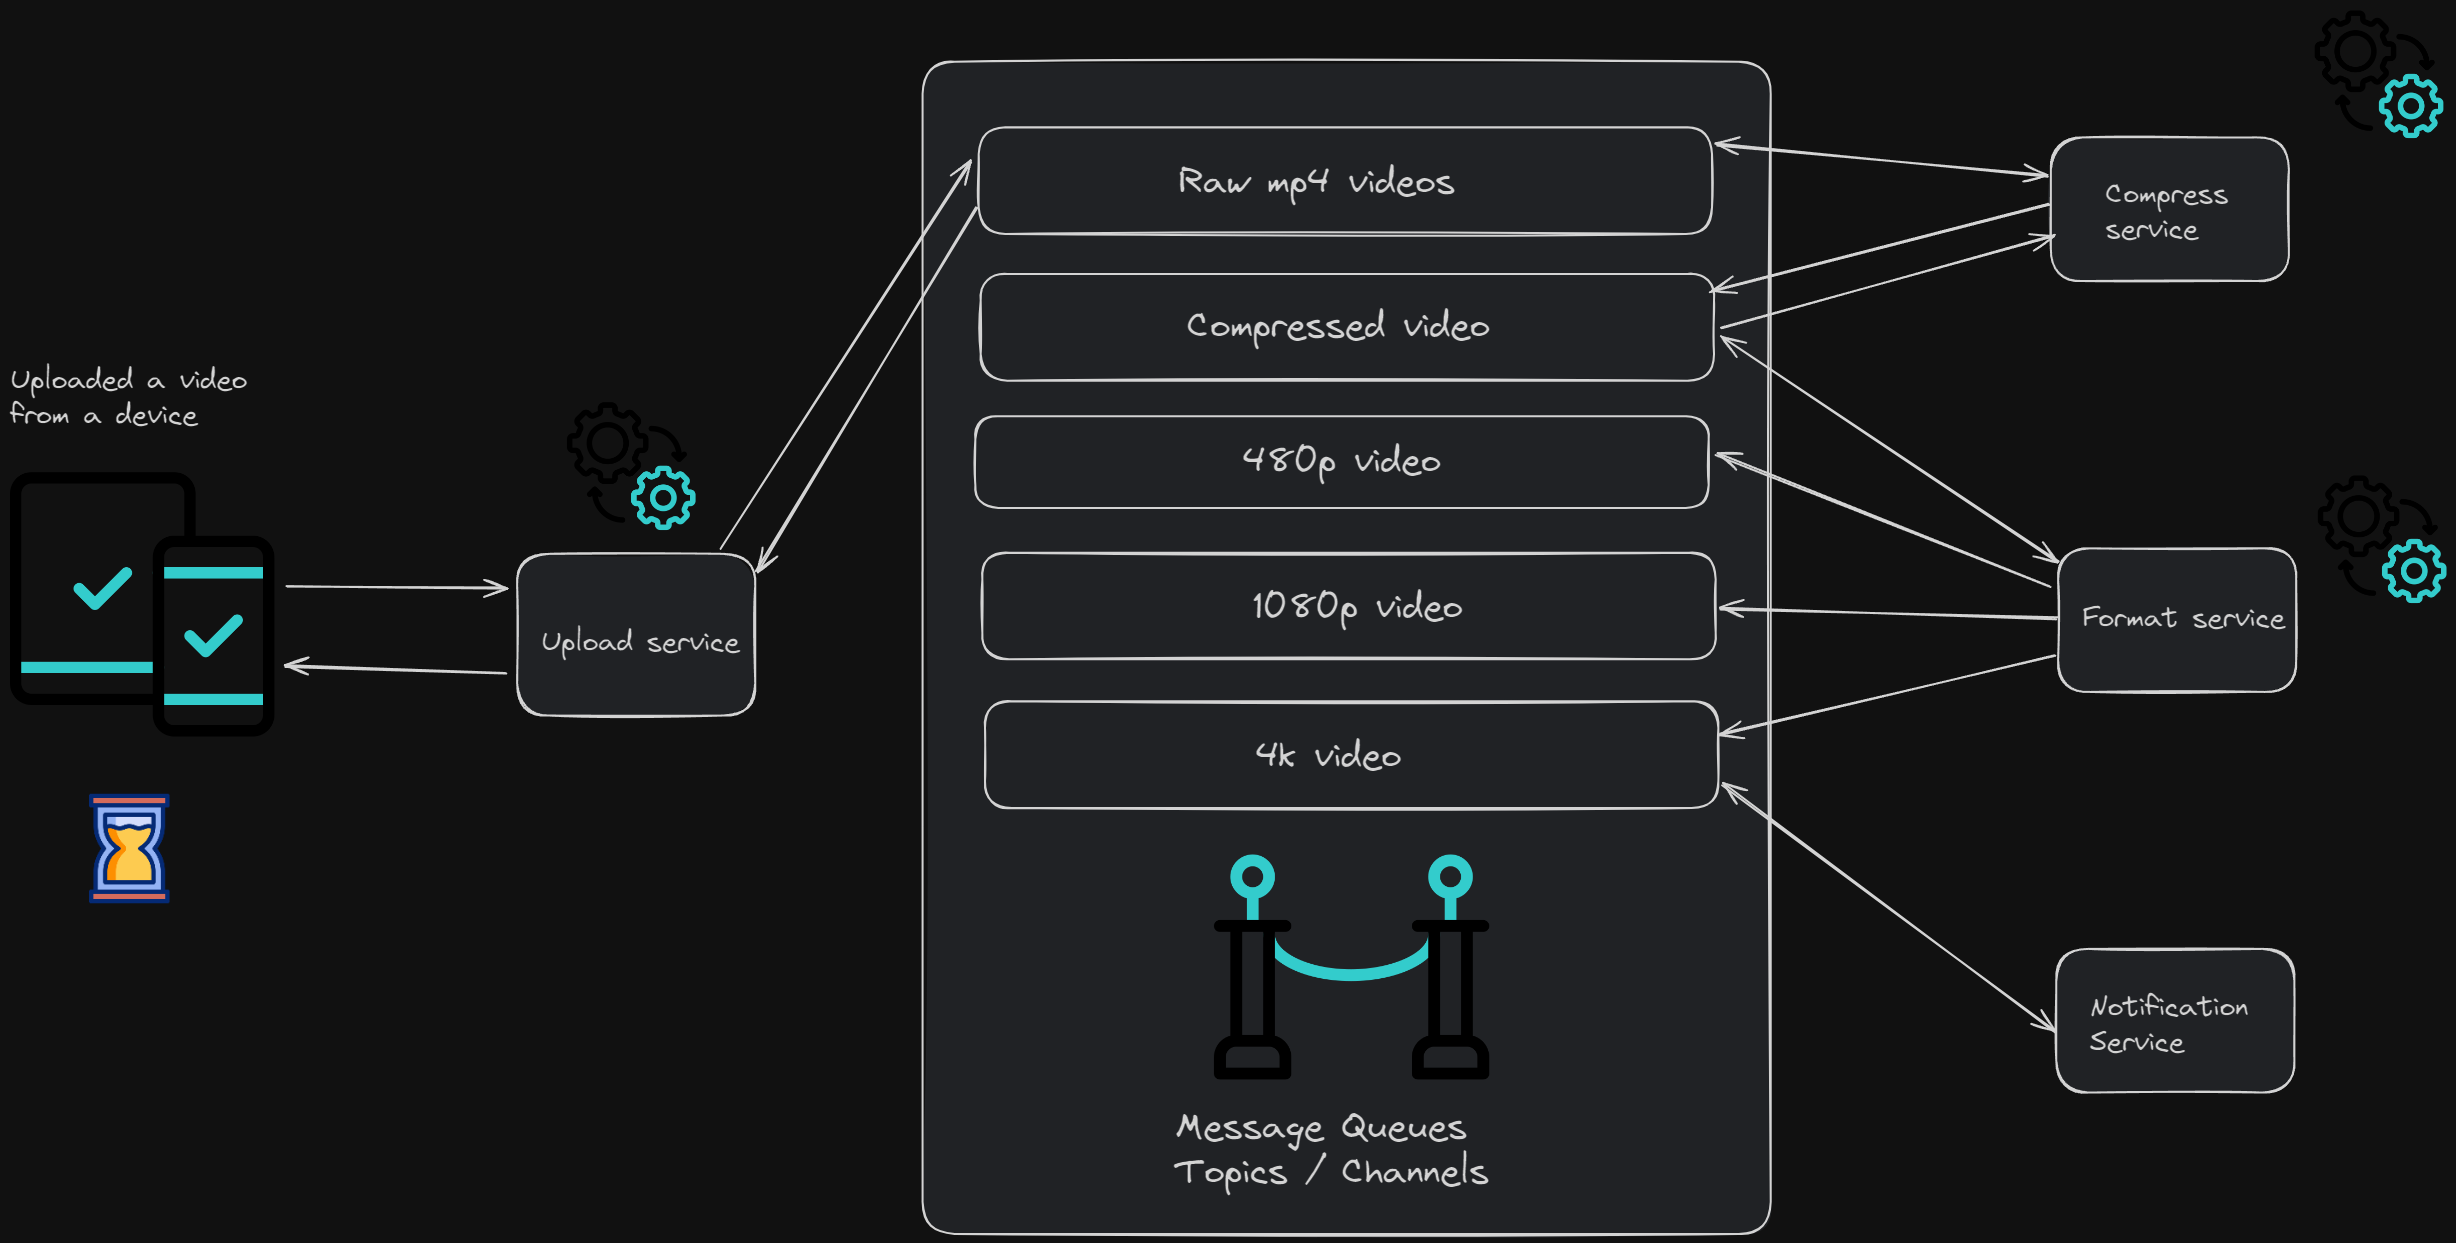 Uploaded a video
from a device
Upload service
Raw mp4 videos
Compressed video
480p video
1080p video
4k video
Message Queues
Topics / Channels
Compress
service
Format service
Notification
Service